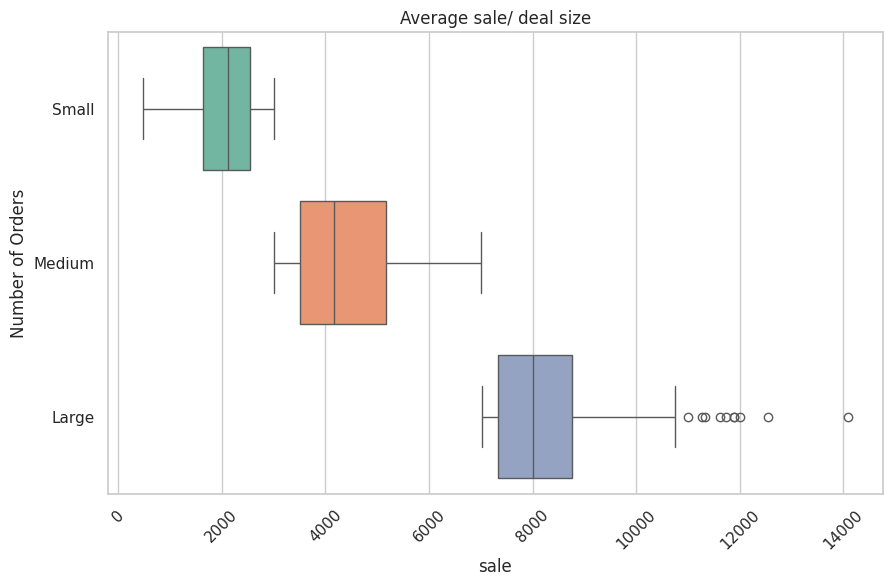 Average sale/ deal size
Number of Orders
Small
Medium
Large
0
2000
4000
6000
8000
10000
12000
14000
sale